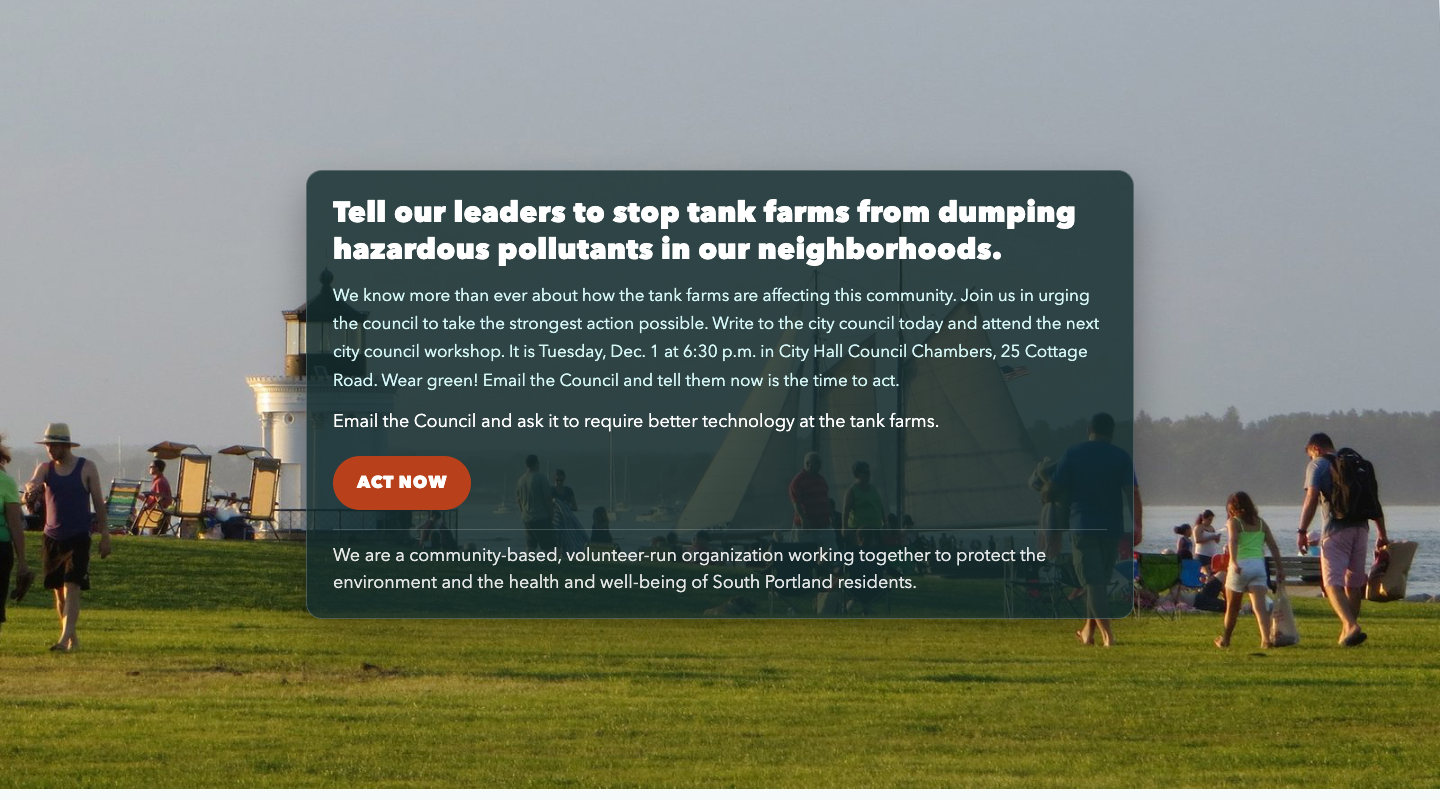 Tell our leaders to stop tank farms from dumping
hazardous pollutants in our neighborhoods.
We know more than ever about how the tank farms are affecting this community. Join us in urging
the council to take the strongest action possible. Write to the city council today and attend the next
city council workshop. It is Tuesday, Dec. 1 at 6:30 p.m. in City Hall Council Chambers, 25 Cottage
Road. Wear green! Email the Council and tell them now is the time to act.
Email the Council and ask it to require better technology at the tank farms.
ACT NOW
We are a community-based, volunteer-run organization working together to protect the
environment and the health and well-being of South Portland residents.